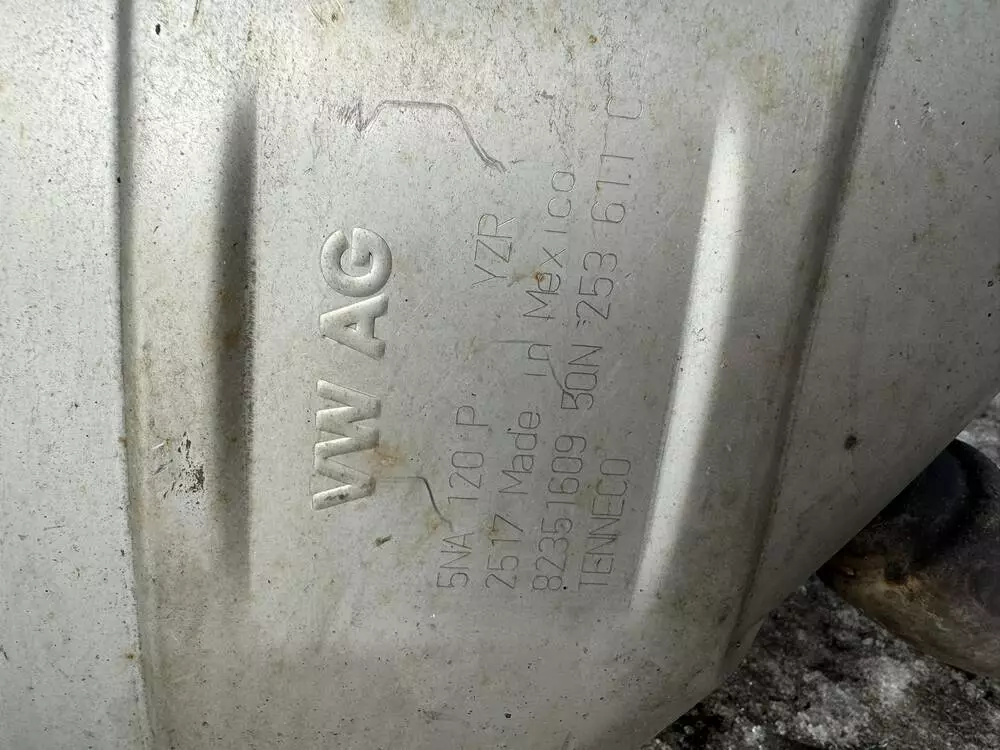 VW AG
5NA 120 P YZR
2517 Made in Mexico
82351609 5QN 253 611 C
TENNECO